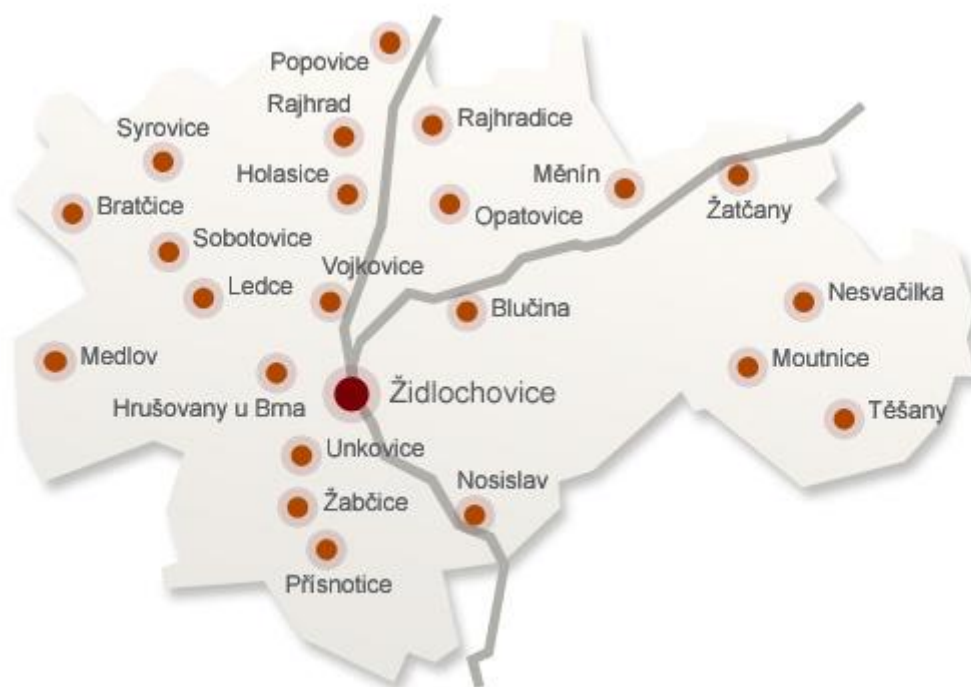 Popovice
Rajhrad
Rajhradice
Syrovice
Holasice
Měnín
Bratčice
Opatovice
Žatčany
Sobotovice
Vojkovice
Ledce
Nesvačilka
Blučina
Medlov
Moutnice
Židlochovice
Hrušovany u Brna
Těšany
Unkovice
Nosislav
Žabčice
Přísnotice